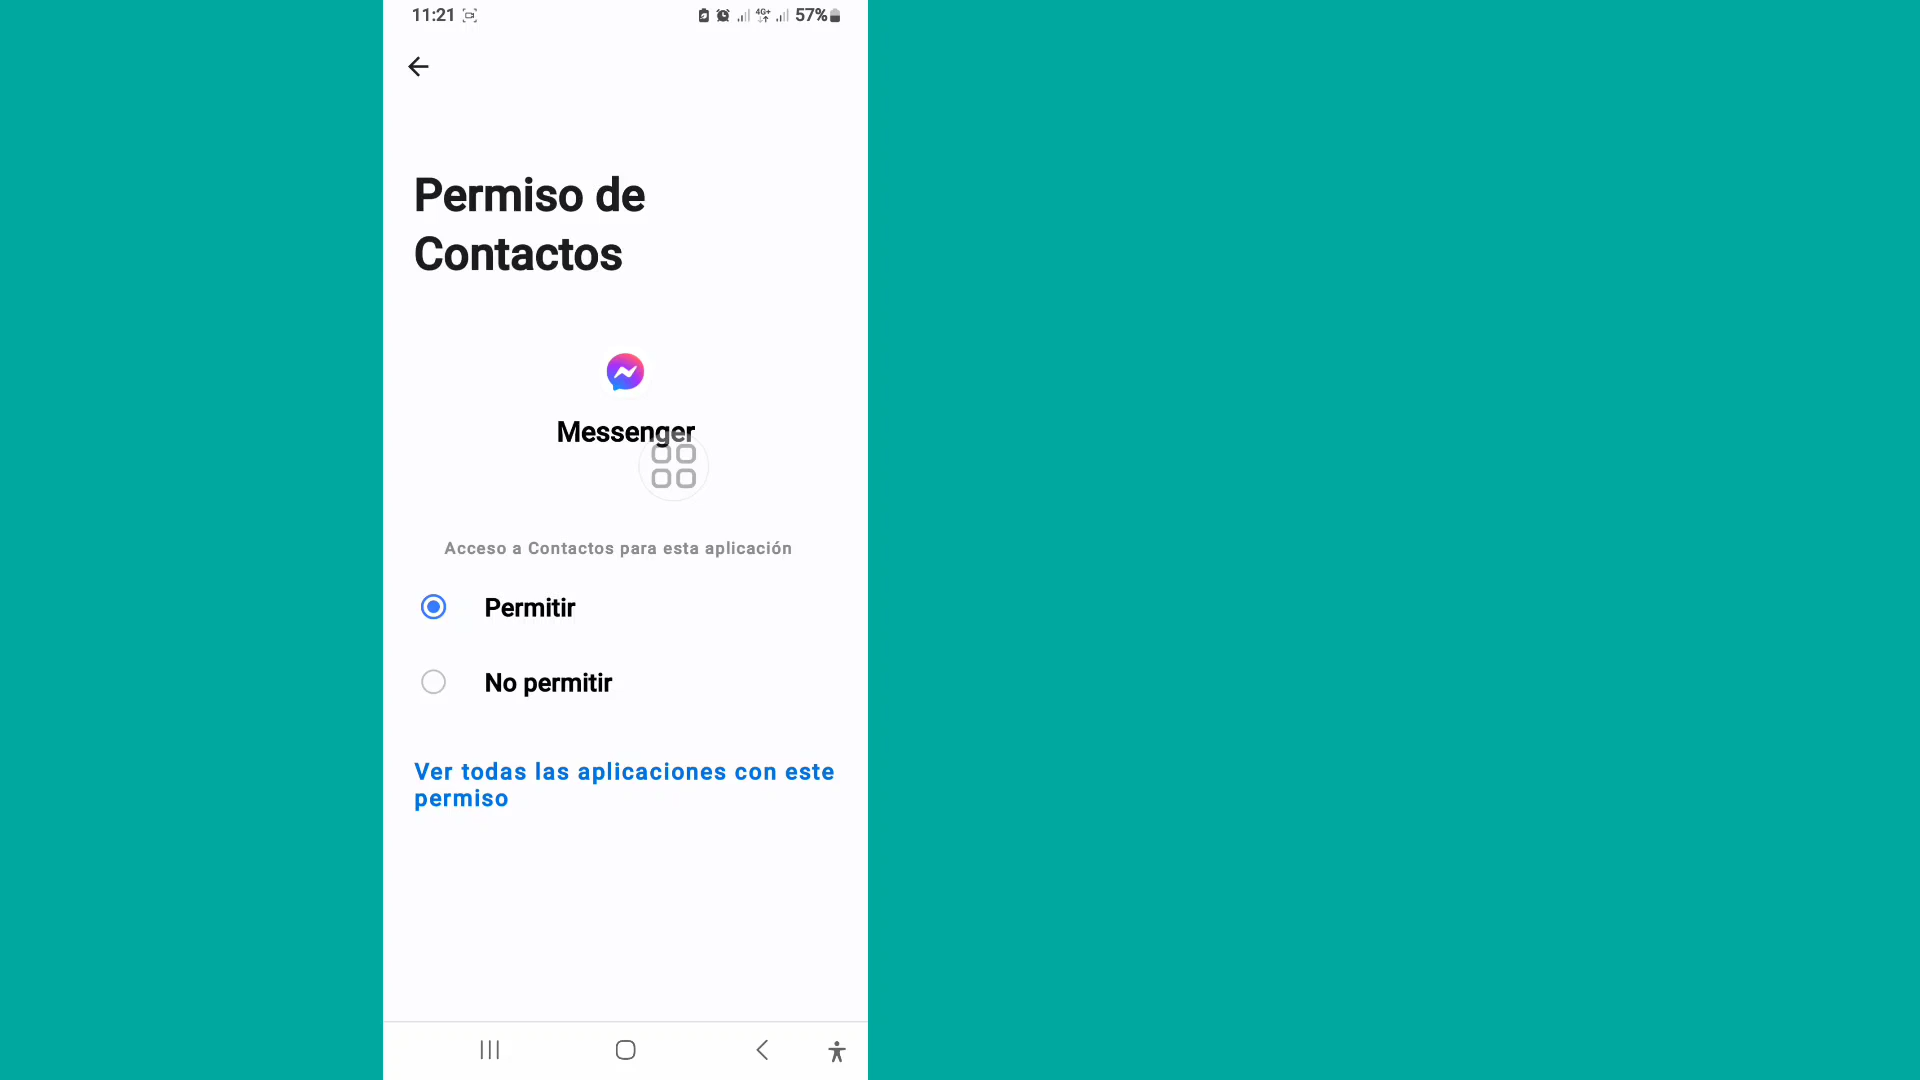 11:21
4G+
57%
Permiso de
Contactos
Messenger
Acceso a Contactos para esta aplicación
Permitir
No permitir
Ver todas las aplicaciones con este
permiso